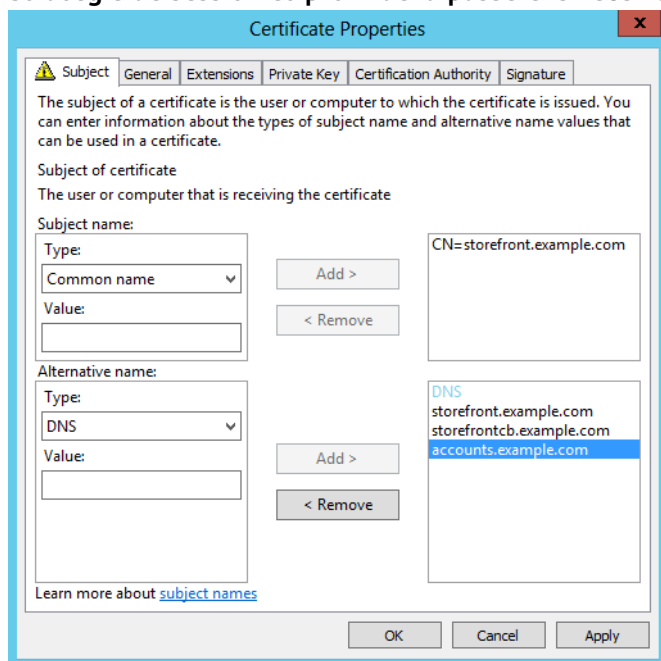 Certificate Properties
x
Subject General Extensions Private Key Certification Authority Signature
The subject of a certificate is the user or computer to which the certificate is issued. You
can enter information about the types of subject name and alternative name values that
can be used in a certificate.
Subject of certificate
The user or computer that is receiving the certificate
Subject name:
Type:
Common name
Value:
Add >
< Remove
CN=storefront.example.com
Alternative name:
Type:
DNS
Value:
Add >
< Remove
DNS
storefront.example.com
storefrontcb.example.com
accounts.example.com
Learn more about subject names
OK Cancel Apply